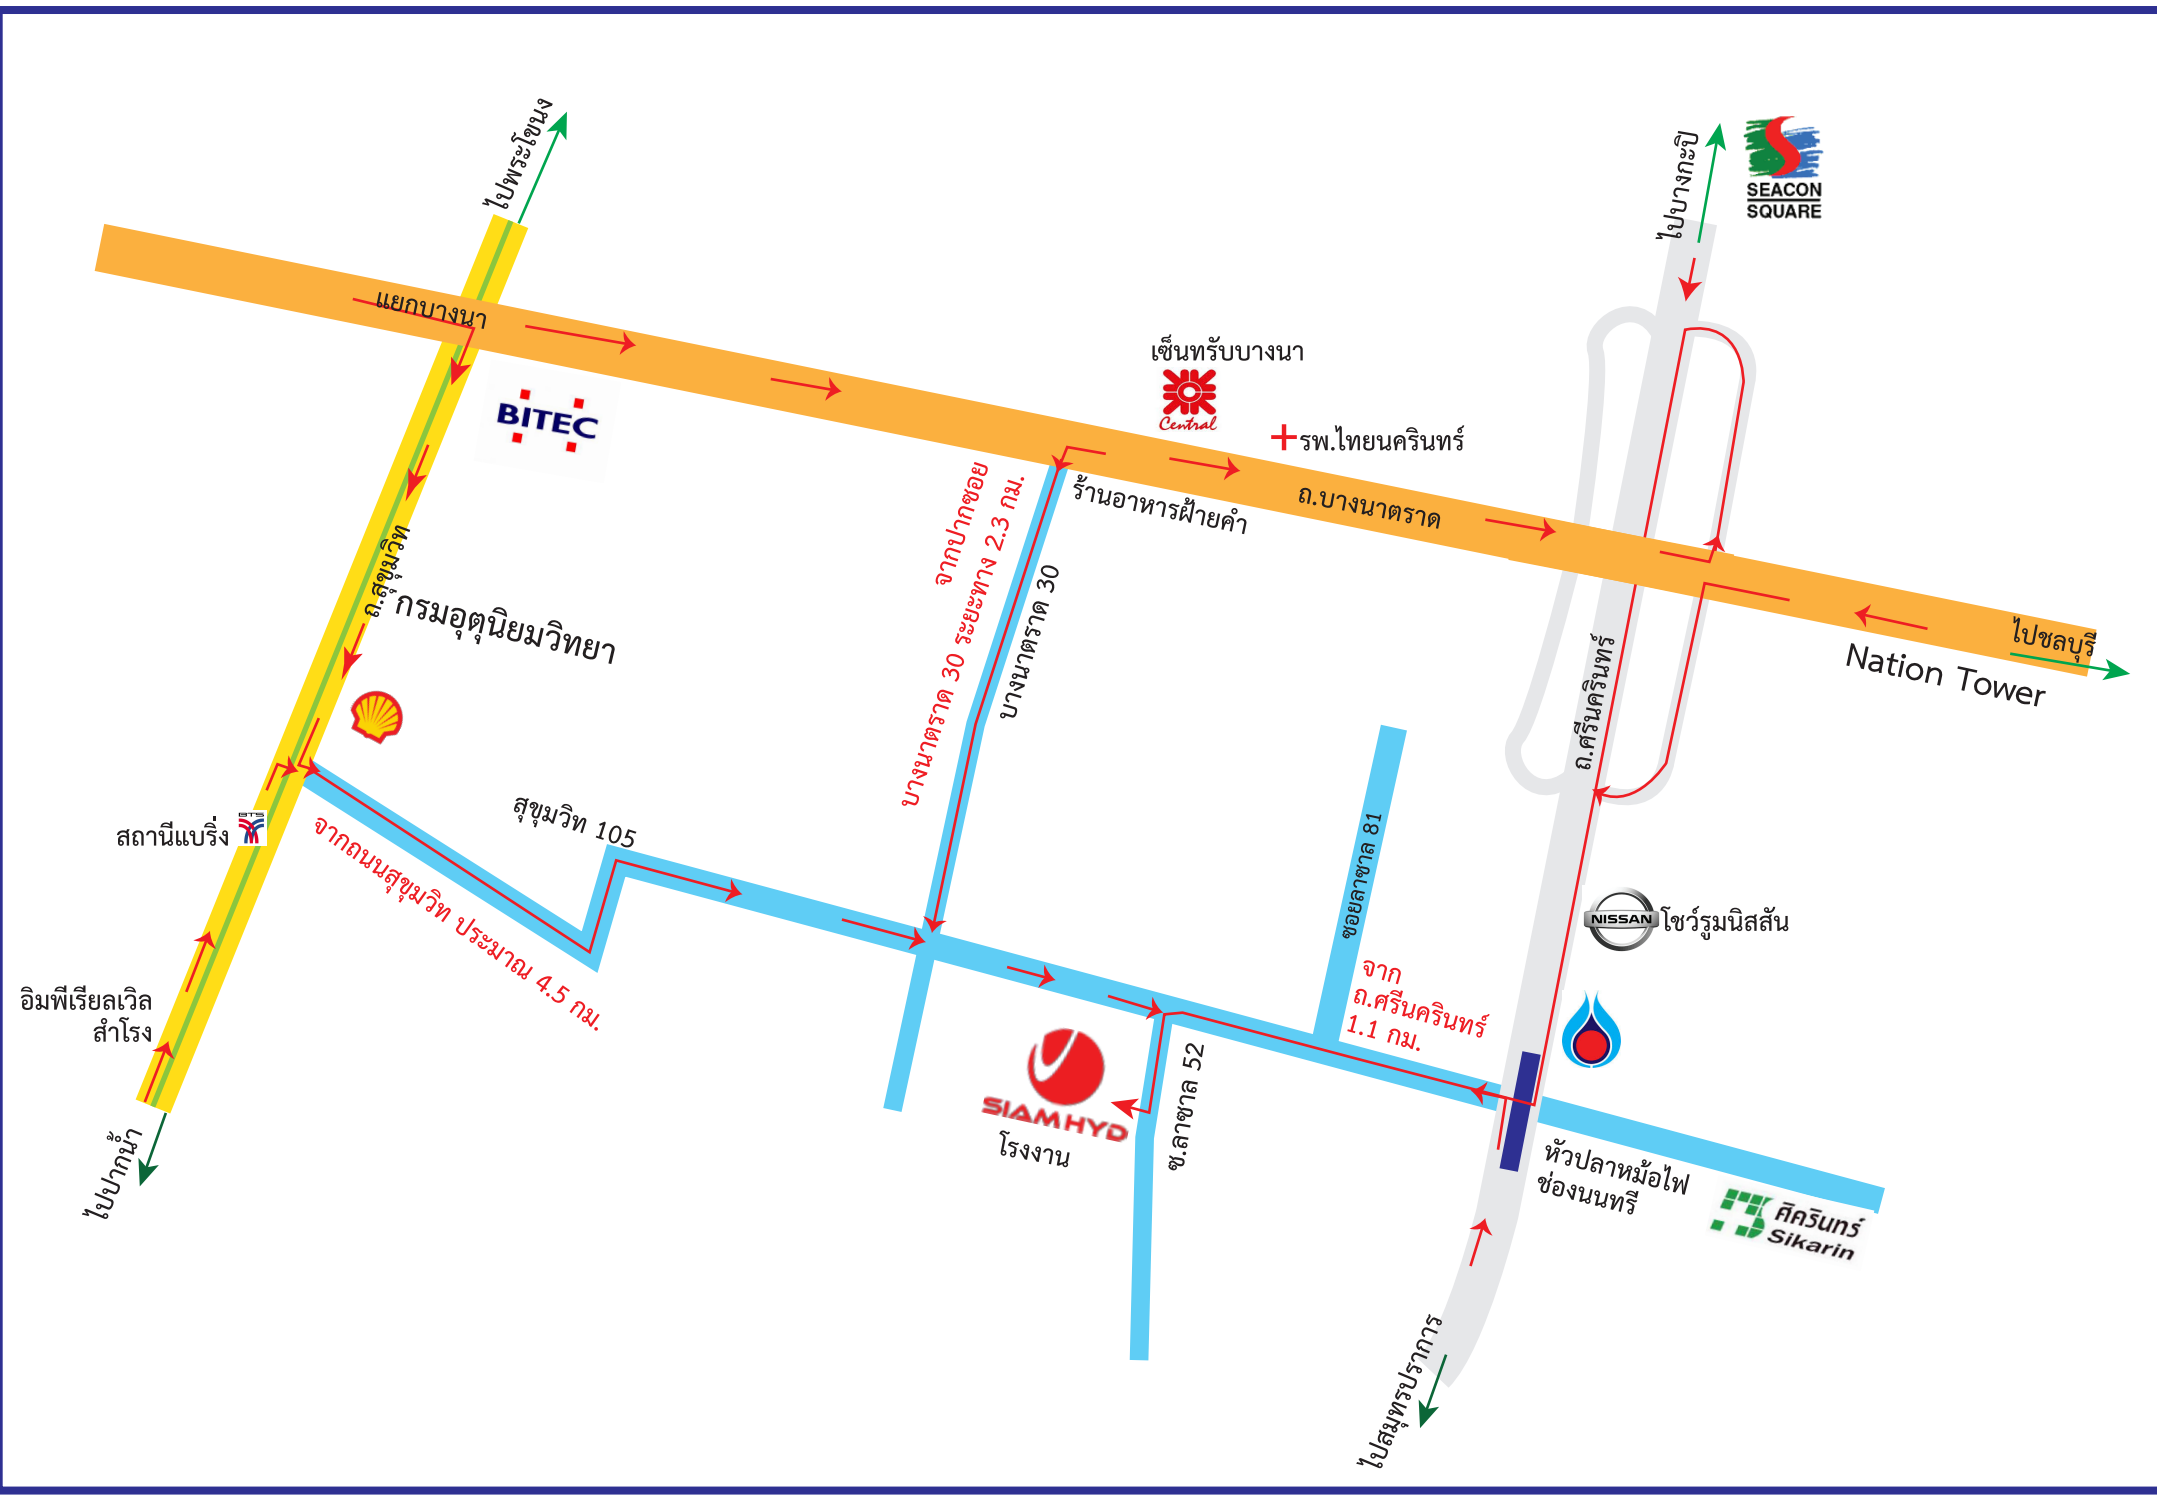 ไปพระโขนง
ไปบางกะปิ
SEACON
SQUARE
แยกบางนา
BITEC
เซ็นทรับบางนา
Central
รพ.ไทยนครินทร์
ถ.บางนาตราด
ร้านอาหารฝ้ายคำ
จากปากซอย
บางนาตราด 30 ระยะทาง 2.3 กม.
บางนาตราด 30
ถ.สุขุมวิท
กรมอุตุนิยมวิทยา
ถ.ศรีนครินทร์
ไปชลบุรี
Nation Tower
สถานีแบริ่ง
BTS
สุขุมวิท 105
จากถนนสุขุมวิท ประมาณ 4.5 กม.
ซอยลาซาล 81
NISSAN
โชว์รูมนิสสัน
อิมพีเรียลเวิล
สำโรง
จาก
ถ.ศรีนครินทร์
1.1 กม.
SIAMHYD
โรงงาน
ซ.ลาซาล 52
หัวปลาหม้อไฟ
ช่องนนทรี
ศิครินทร์
Sikarin
ไปปากน้ำ
ไปสมุทรปราการ